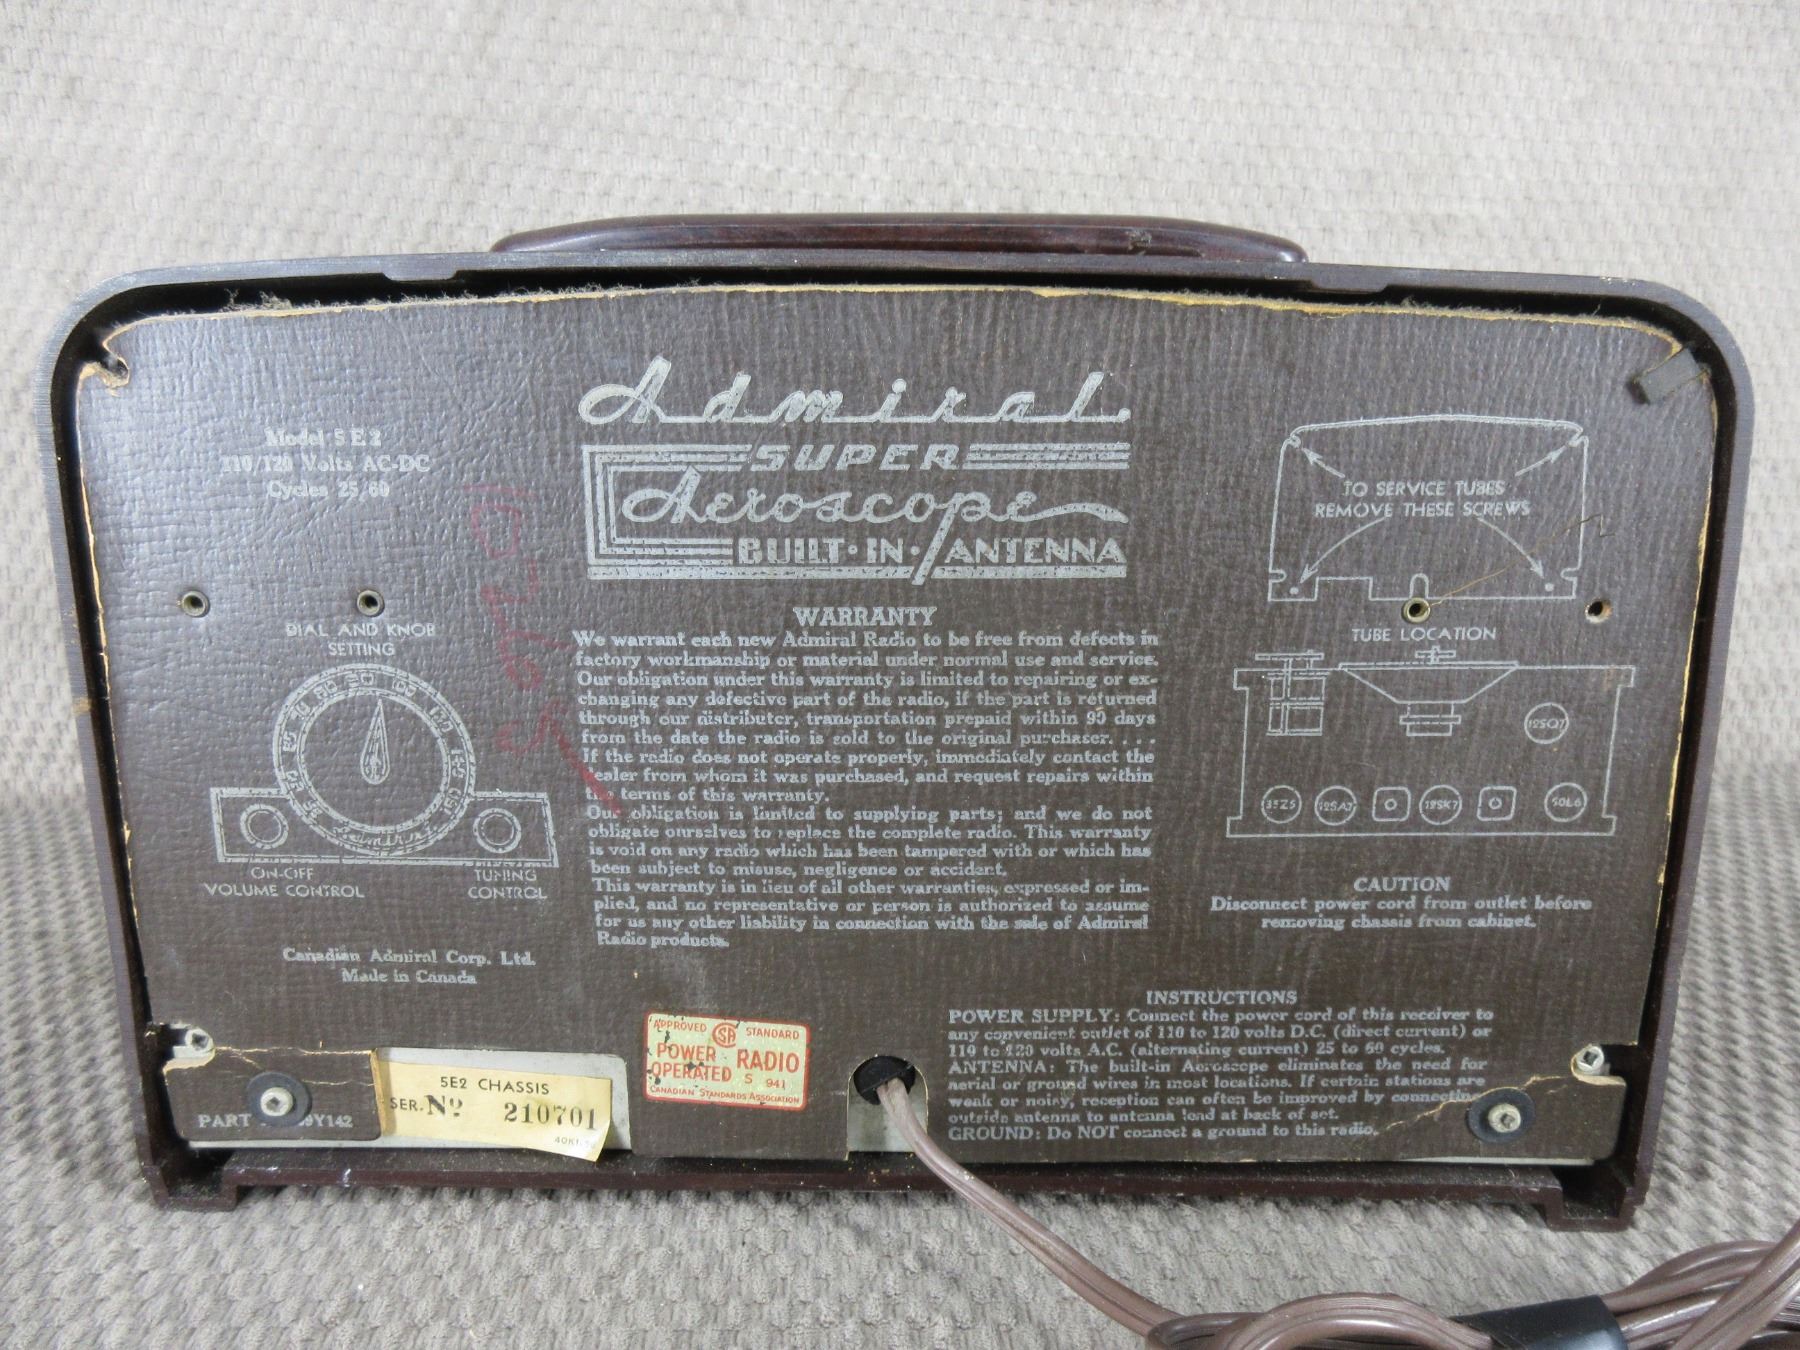 Model 5E2
110/120 Volts AC-DC
Cycles 25/60
Admiral
SUPER
Aeroscope
BUILT·IN·ANTENNA
TO SERVICE TUBES
REMOVE THESE SCREWS
WARRANTY
We warrant each new Admiral Radio to be free from defects in
factory workmanship or material under normal use and service.
Our obligation under this warranty is limited to repairing or ex-
changing any defective part of the radio, if the part is returned
through our distributer, transportation prepaid within 90 days
from the date the radio is sold to the original purchaser. . . .
If the radio does not operate properly, immediately contact the
dealer from whom it was purchased, and request repairs within
the terms of this warranty.
Our obligation is limited to supplying parts; and we do not
obligate ourselves to replace the complete radio. This warranty
is void on any radio which has been tampered with or which has
been subject to misuse, negligence or accident.
This warranty is in lieu of all other warranties, expressed or im-
plied, and no representative or person is authorized to assume
for us any other liability in connection with the sale of Admiral
Radio products.
DIAL AND KNOB
SETTING
55 65 70 80 90 100 120 145 160
Admiral
ON-OFF
VOLUME CONTROL
TUNING
CONTROL
TUBE LOCATION
12SQ7
35Z5 12SA7 12SK7 50L6
CAUTION
Disconnect power cord from outlet before
removing chassis from cabinet.
Canadian Admiral Corp. Ltd.
Made in Canada
INSTRUCTIONS
POWER SUPPLY: Connect the power cord of this receiver to
any convenient outlet of 110 to 120 volts D.C. (direct current) or
110 to 120 volts A.C. (alternating current) 25 to 60 cycles.
ANTENNA: The built-in Aeroscope eliminates the need for
aerial or ground wires in most locations. If certain stations are
weak or noisy, reception can often be improved by connecting
outside antenna to antenna lead at back of set.
GROUND: Do NOT connect a ground to this radio.
APPROVED SA STANDARD
POWER RADIO
OPERATED S 941
CANADIAN STANDARDS ASSOCIATION
PART 9Y142
5E2 CHASSIS
SER. No 210701